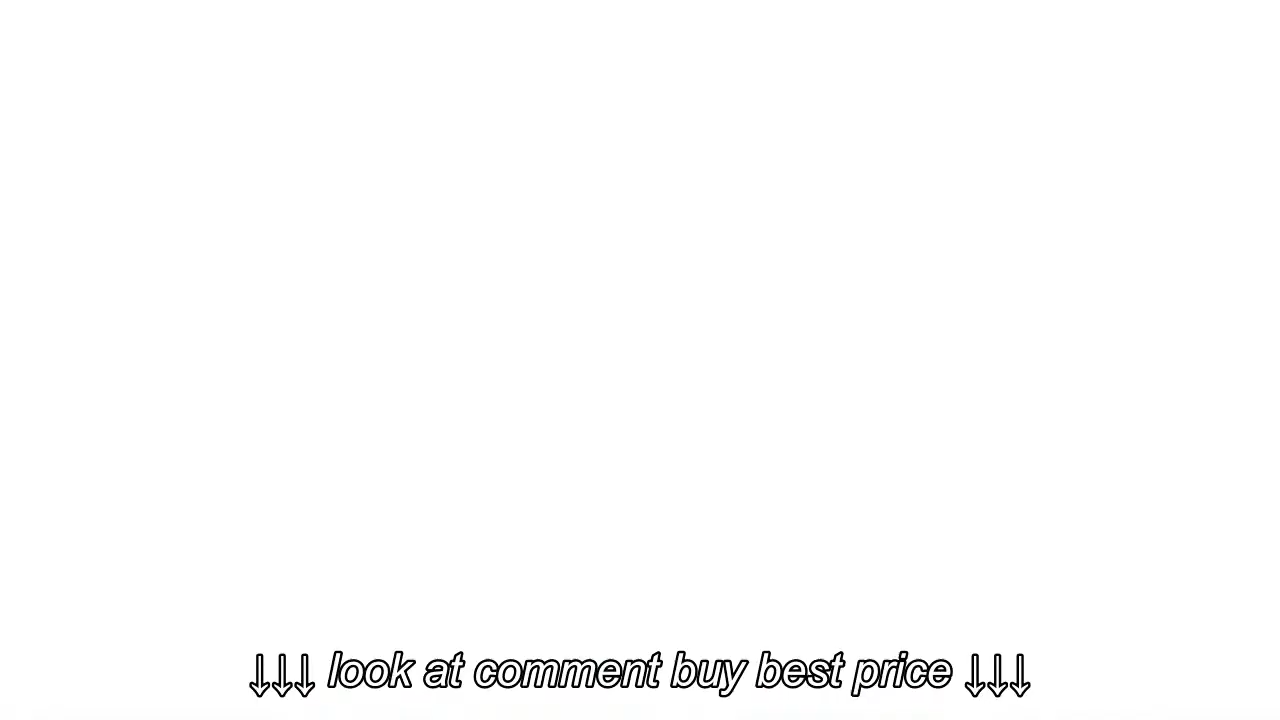 ↓↓↓ look at comment buy best price ↓↓↓